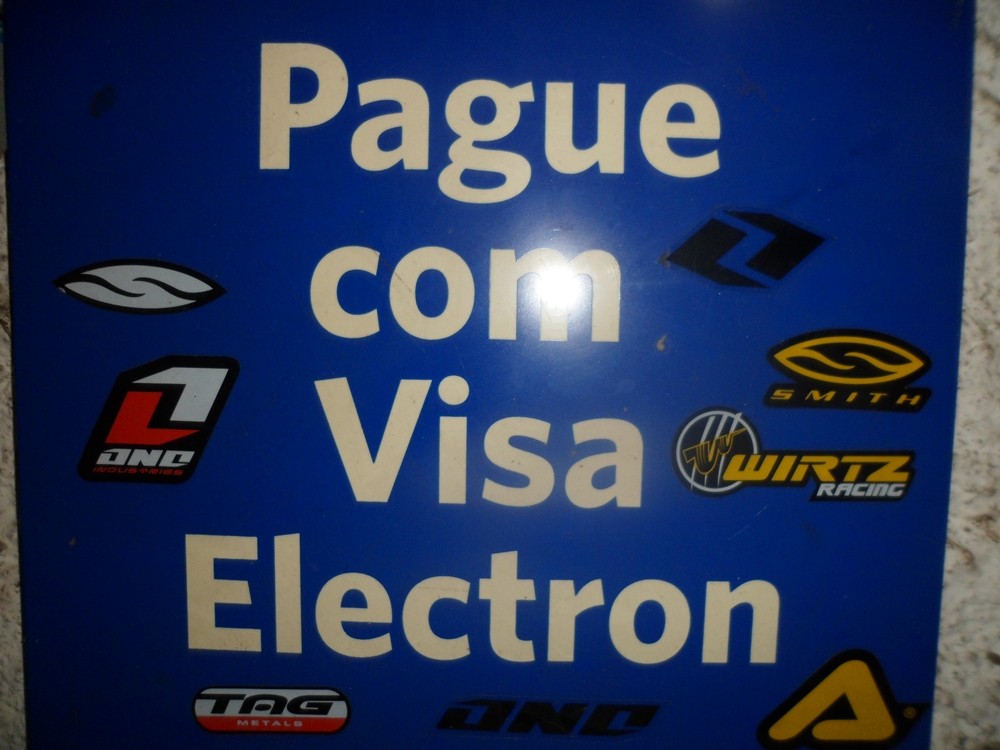 Pague
com
Visa
Electron
SMITH
ONE
INDUSTRIES
WIRTZ
RACING
TAG
METALS
ONE